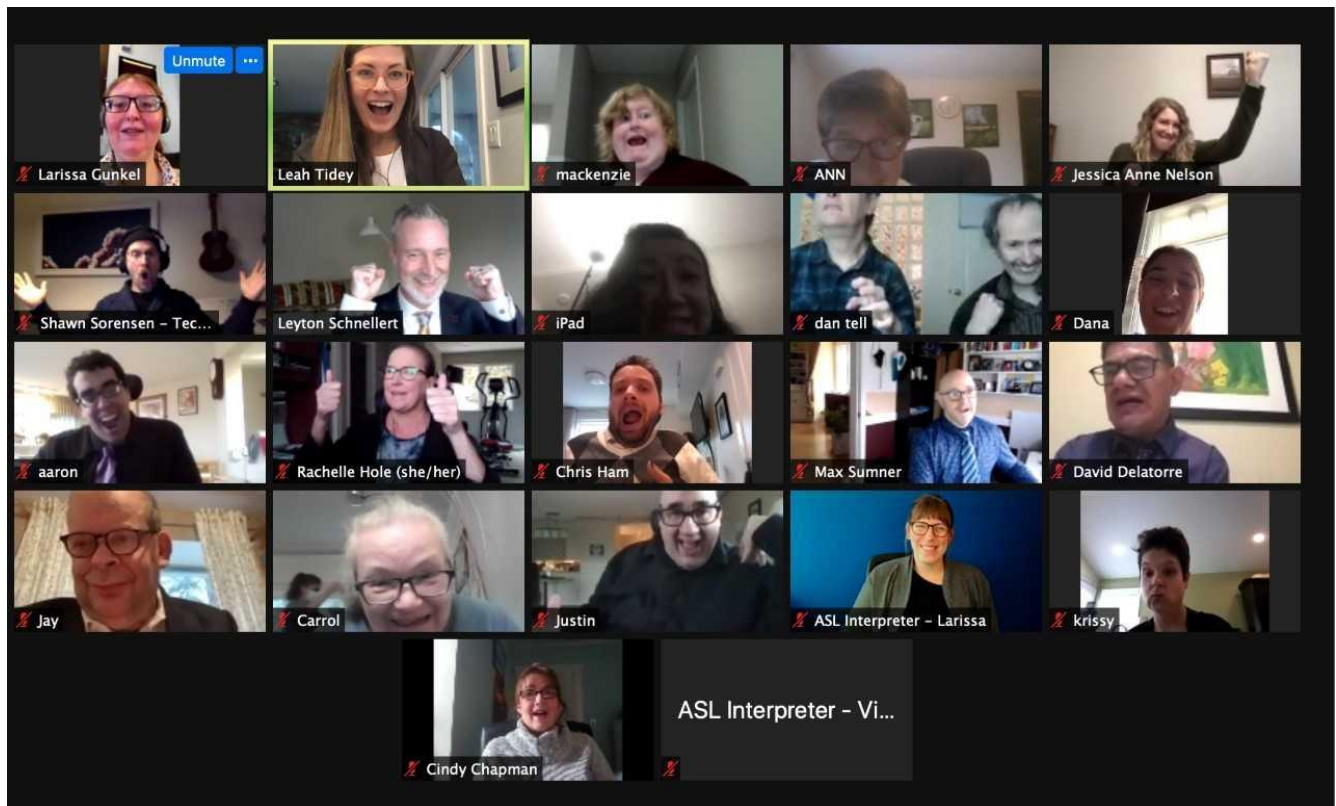 Unmute
Larissa Gunkel
Leah Tidey
mackenzie
ANN
Jessica Anne Nelson
Shawn Sorensen – Tec...
Leyton Schnellert
iPad
dan tell
Dana
aaron
Rachelle Hole (she/her)
Chris Ham
Max Sumner
David Delatorre
Jay
Carrol
Justin
ASL Interpreter – Larissa
krissy
Cindy Chapman
ASL Interpreter - Vi...